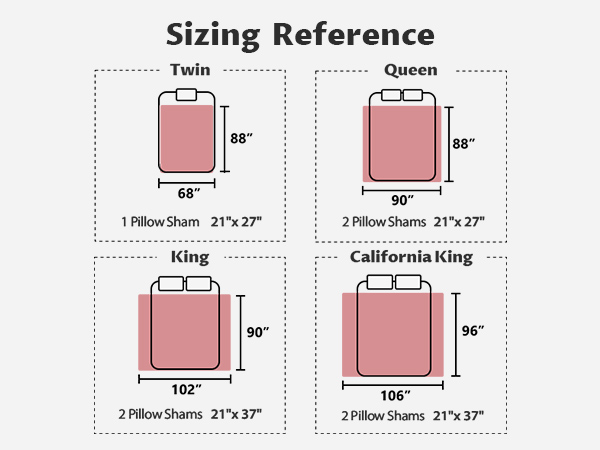 Sizing Reference
Twin
88”
68”
1 Pillow Sham 21"x 27"
Queen
88”
90”
2 Pillow Shams 21"x 27"
King
90”
102”
2 Pillow Shams 21"x 37"
California King
96”
106”
2 Pillow Shams 21"x 37"